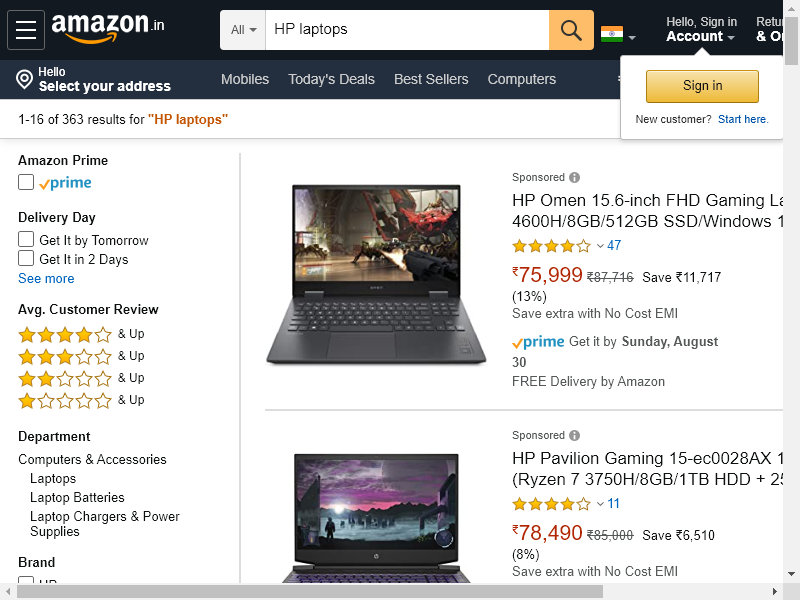 amazon.in
All
HP laptops
Hello, Sign in
Account
Retu
& O
Hello
Select your address
Mobiles
Today's Deals
Best Sellers
Computers
Sign in
New customer? Start here.
1-16 of 363 results for "HP laptops"
Amazon Prime
prime
Delivery Day
Get It by Tomorrow
Get It in 2 Days
See more
Avg. Customer Review
& Up
& Up
& Up
& Up
Department
Computers & Accessories
Laptops
Laptop Batteries
Laptop Chargers & Power
Supplies
Brand
HP
Sponsored
HP Omen 15.6-inch FHD Gaming La
4600H/8GB/512GB SSD/Windows 1
47
₹75,999 ₹87,716 Save ₹11,717
(13%)
Save extra with No Cost EMI
prime Get it by Sunday, August
30
FREE Delivery by Amazon
Sponsored
HP Pavilion Gaming 15-ec0028AX 1
(Ryzen 7 3750H/8GB/1TB HDD + 25
11
₹78,490 ₹85,000 Save ₹6,510
(8%)
Save extra with No Cost EMI